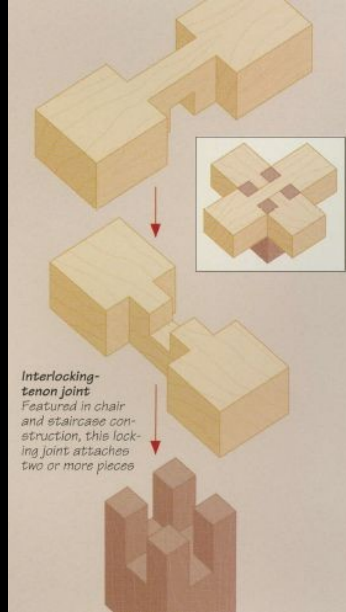 Interlocking-
tenon joint
Featured in chair
and staircase con-
struction, this lock-
ing joint attaches
two or more pieces